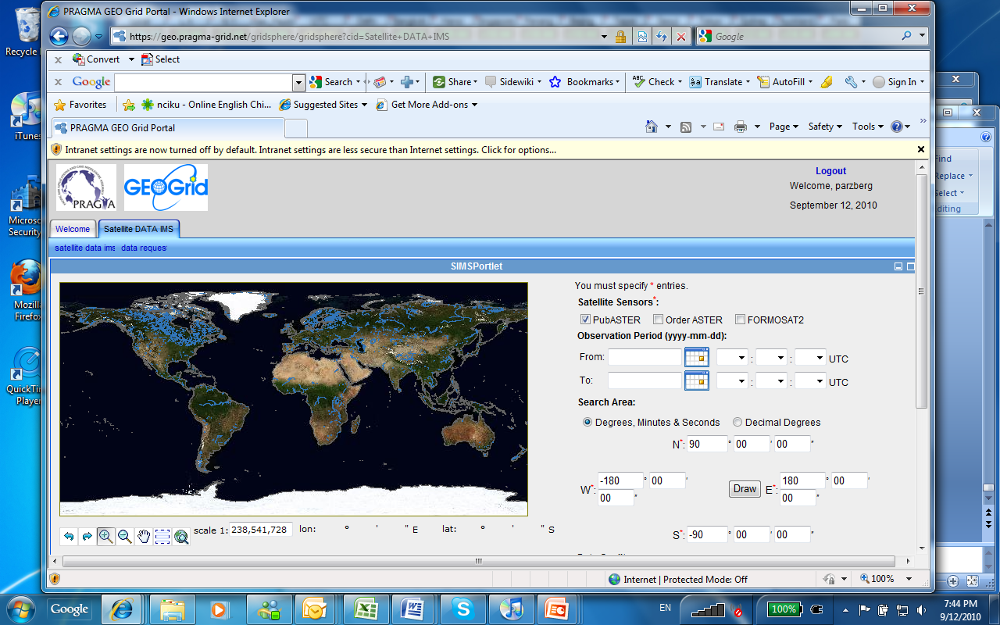 PRAGMA GEO Grid Portal - Windows Internet Explorer
https://geo.pragma-grid.net/gridsphere/gridsphere?cid=Satellite+DATA+IMS
Google
Convert Select
Google Search Share Sidewiki Bookmarks Check Translate AutoFill Sign In
Favorites nciku - Online English Chi... Suggested Sites Get More Add-ons
PRAGMA GEO Grid Portal
Page Safety Tools
Intranet settings are now turned off by default. Intranet settings are less secure than Internet settings. Click for options...
PRAGMA
GEOGrid
Logout
Welcome, parzberg
September 12, 2010
Welcome Satellite DATA IMS
satellite data ims data reques
SIMSPortlet
You must specify * entries.
Satellite Sensors*:
PubASTER Order ASTER FORMOSAT2
Observation Period (yyyy-mm-dd):
From: : : UTC
To: : : UTC
Search Area:
Degrees, Minutes & Seconds Decimal Degrees
N*: 90 ° 00 ' 00 "
W*: -180 ° 00 '
00 "
Draw
E*: 180 ° 00 '
00 "
S*: -90 ° 00 ' 00 "
scale 1: 238,541,728 lon: ° ' " E lat: ° ' " S
Internet | Protected Mode: Off
100%
Recycle
iTunes
Microso
Security
Mozill
Firefox
QuickTim
Player
Find
Replace
Select
diting
Google
EN
100%
7:44 PM
9/12/2010